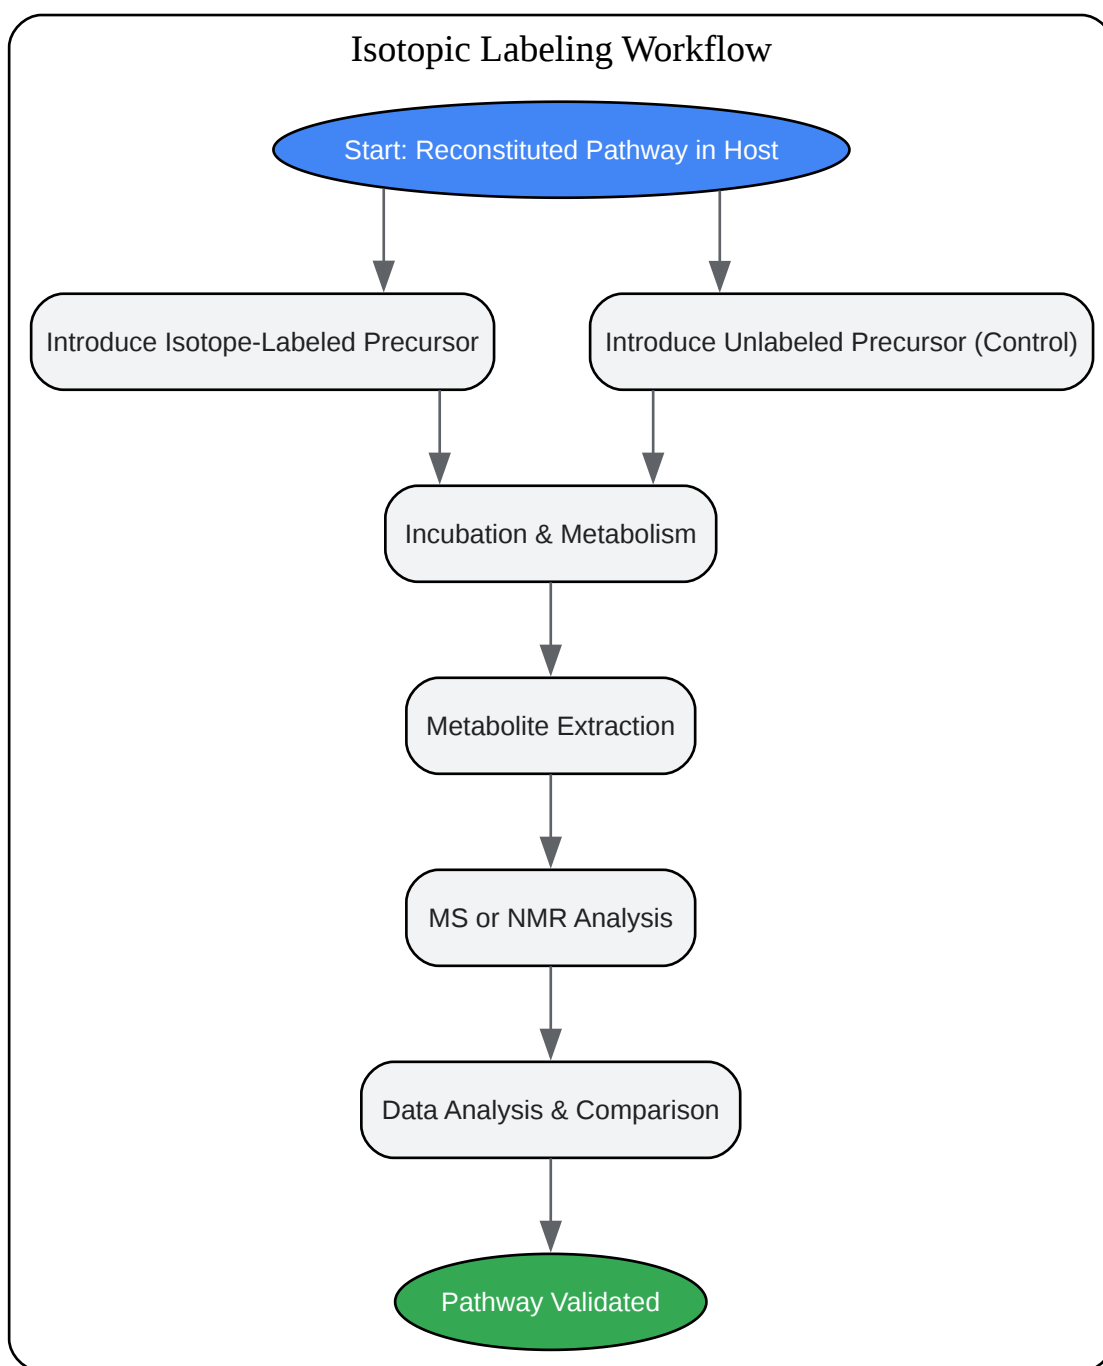 Isotopic Labeling Workflow
Start: Reconstituted Pathway in Host
Introduce Isotope-Labeled Precursor
Introduce Unlabeled Precursor (Control)
Incubation & Metabolism
Metabolite Extraction
MS or NMR Analysis
Data Analysis & Comparison
Pathway Validated